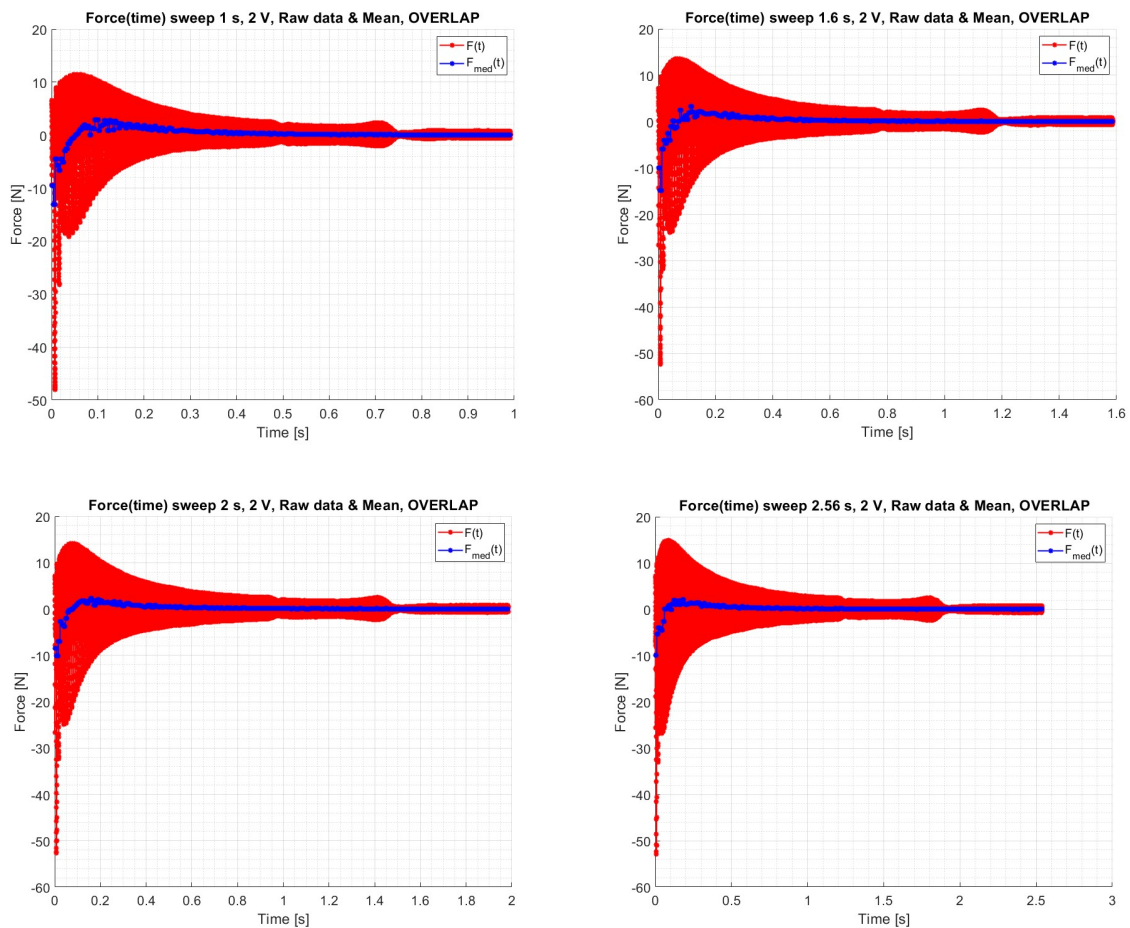 Force(time) sweep 1 s, 2 V, Raw data & Mean, OVERLAP
20
10
0
-10
-20
-30
-40
-50
Force [N]
F(t)
F_med(t)
0 0.1 0.2 0.3 0.4 0.5 0.6 0.7 0.8 0.9 1
Time [s]
Force(time) sweep 1.6 s, 2 V, Raw data & Mean, OVERLAP
20
10
0
-10
-20
-30
-40
-50
-60
Force [N]
F(t)
F_med(t)
0 0.2 0.4 0.6 0.8 1 1.2 1.4 1.6
Time [s]
Force(time) sweep 2 s, 2 V, Raw data & Mean, OVERLAP
20
10
0
-10
-20
-30
-40
-50
-60
Force [N]
F(t)
F_med(t)
0 0.2 0.4 0.6 0.8 1 1.2 1.4 1.6 1.8 2
Time [s]
Force(time) sweep 2.56 s, 2 V, Raw data & Mean, OVERLAP
20
10
0
-10
-20
-30
-40
-50
-60
Force [N]
F(t)
F_med(t)
0 0.5 1 1.5 2 2.5 3
Time [s]